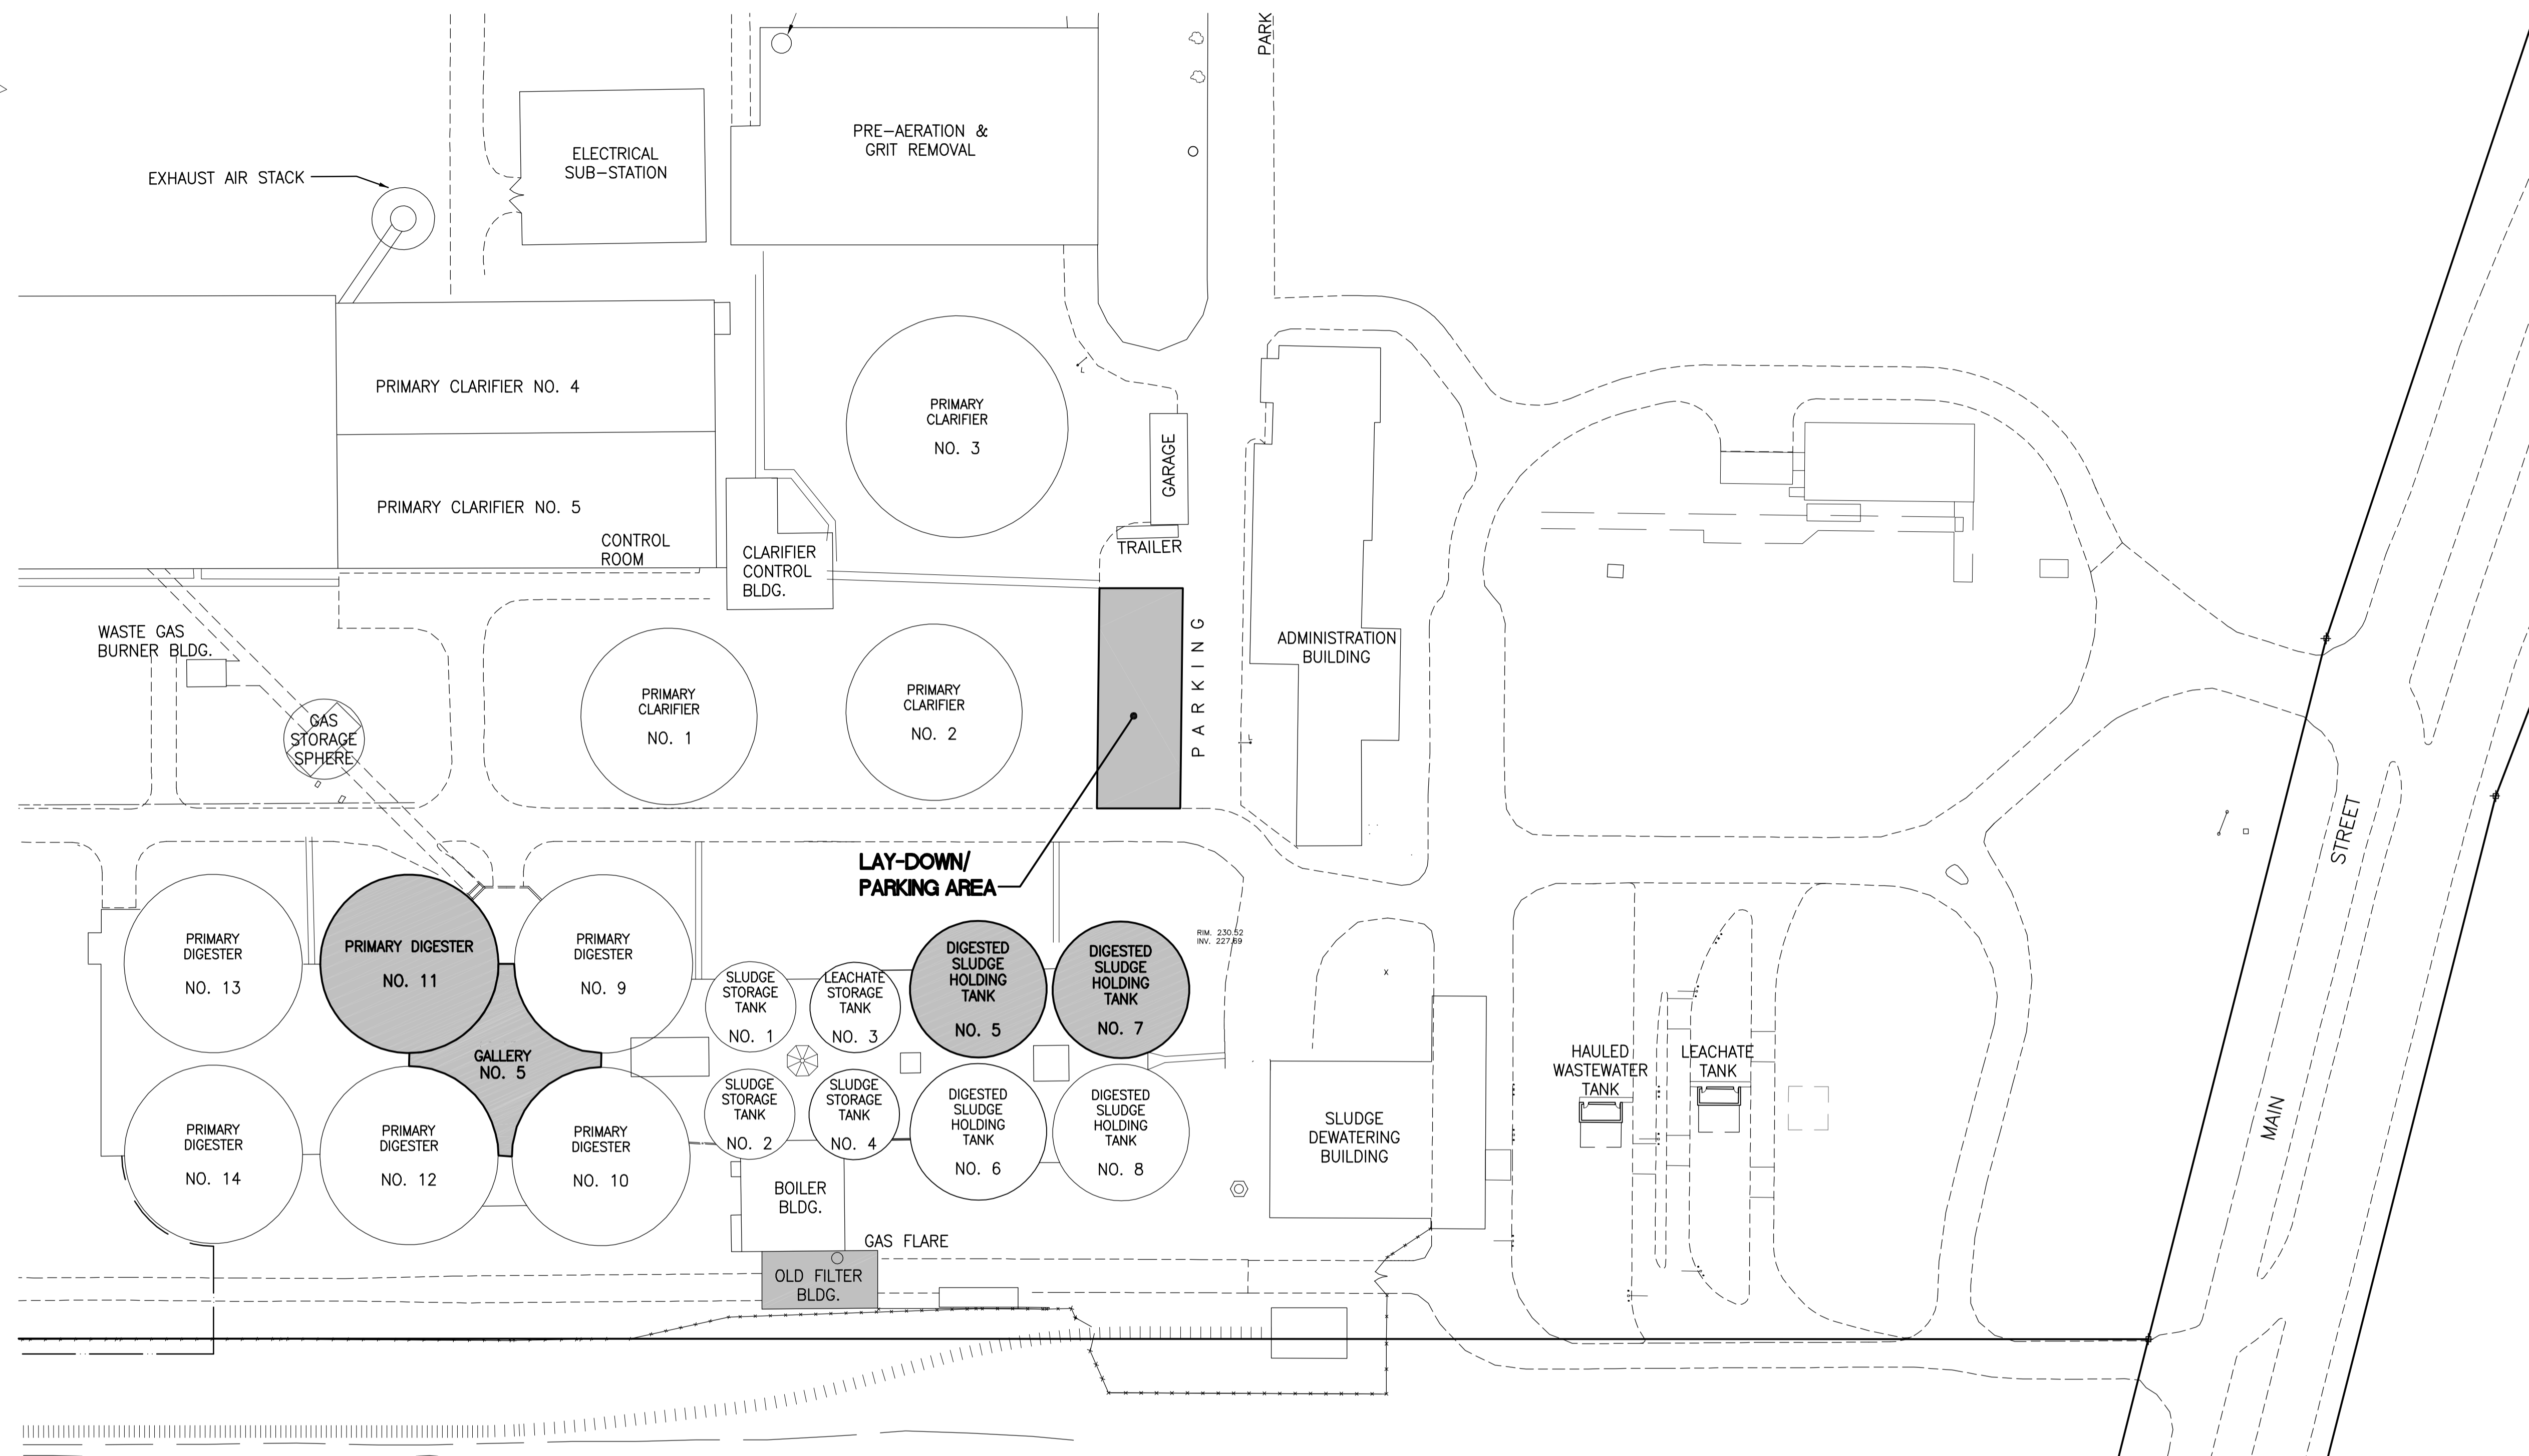 PARK
PRE-AERATION &
GRIT REMOVAL
ELECTRICAL
SUB-STATION
EXHAUST AIR STACK
PRIMARY CLARIFIER NO. 4
PRIMARY CLARIFIER NO. 5
CONTROL
ROOM
PRIMARY
CLARIFIER
NO. 3
GARAGE
TRAILER
L
CLARIFIER
CONTROL
BLDG.
WASTE GAS
BURNER BLDG.
GAS
STORAGE
SPHERE
PRIMARY
CLARIFIER
NO. 1
PRIMARY
CLARIFIER
NO. 2
PARKING
L
ADMINISTRATION
BUILDING
LAY-DOWN/
PARKING AREA
MAIN STREET
PRIMARY
DIGESTER
NO. 13
PRIMARY DIGESTER
NO. 11
PRIMARY
DIGESTER
NO. 9
GALLERY
NO. 5
SLUDGE
STORAGE
TANK
NO. 1
LEACHATE
STORAGE
TANK
NO. 3
DIGESTED
SLUDGE
HOLDING
TANK
NO. 5
DIGESTED
SLUDGE
HOLDING
TANK
NO. 7
RIM. 230.52
INV. 227.69
X
PRIMARY
DIGESTER
NO. 14
PRIMARY
DIGESTER
NO. 12
PRIMARY
DIGESTER
NO. 10
SLUDGE
STORAGE
TANK
NO. 2
SLUDGE
STORAGE
TANK
NO. 4
DIGESTED
SLUDGE
HOLDING
TANK
NO. 6
DIGESTED
SLUDGE
HOLDING
TANK
NO. 8
SLUDGE
DEWATERING
BUILDING
HAULED
WASTEWATER
TANK
LEACHATE
TANK
BOILER
BLDG.
GAS FLARE
OLD FILTER
BLDG.